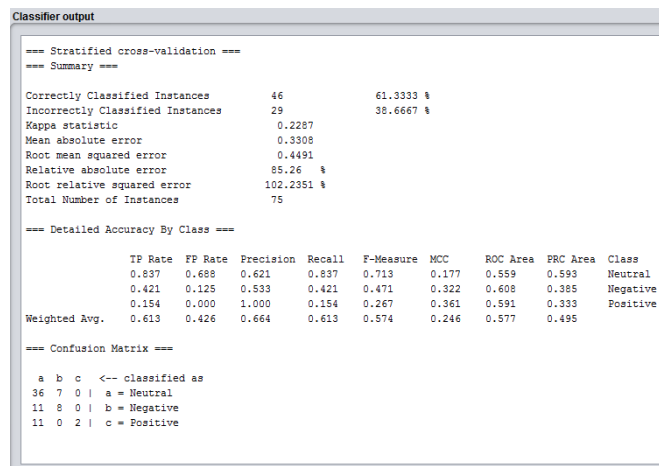 Classifier output
=== Stratified cross-validation ===
=== Summary ===
Correctly Classified Instances 46 61.3333 %
Incorrectly Classified Instances 29 38.6667 %
Kappa statistic 0.2287
Mean absolute error 0.3308
Root mean squared error 0.4491
Relative absolute error 85.26 %
Root relative squared error 102.2351 %
Total Number of Instances 75
=== Detailed Accuracy By Class ===
TP Rate FP Rate Precision Recall F-Measure MCC ROC Area PRC Area Class
0.837 0.688 0.621 0.837 0.713 0.177 0.559 0.593 Neutral
0.421 0.125 0.533 0.421 0.471 0.322 0.608 0.385 Negative
0.154 0.000 1.000 0.154 0.267 0.361 0.591 0.333 Positive
Weighted Avg. 0.613 0.426 0.664 0.613 0.574 0.246 0.577 0.495
=== Confusion Matrix ===
a b c <-- classified as
36 7 0 | a = Neutral
11 8 0 | b = Negative
11 0 2 | c = Positive